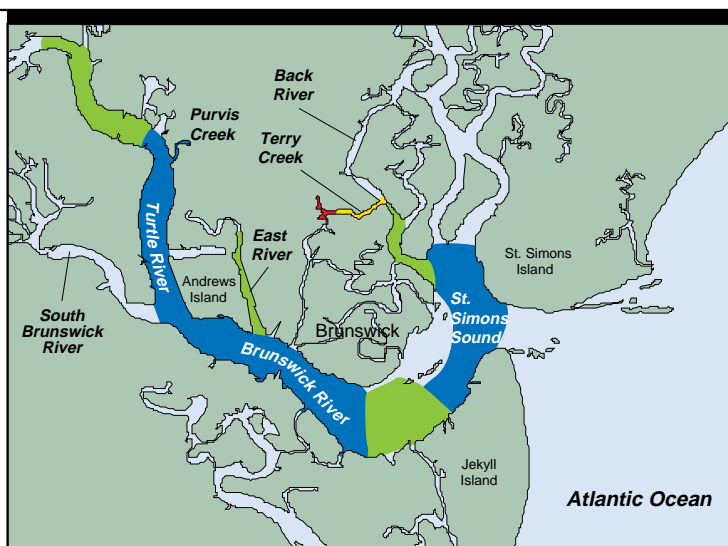 Back
River
Purvis
Creek
Terry
Creek
Turtle River
East
River
St. Simons
Island
Andrews
Island
South
Brunswick
River
Brunswick
St.
Simons
Sound
Brunswick River
Jekyll
Island
Atlantic Ocean